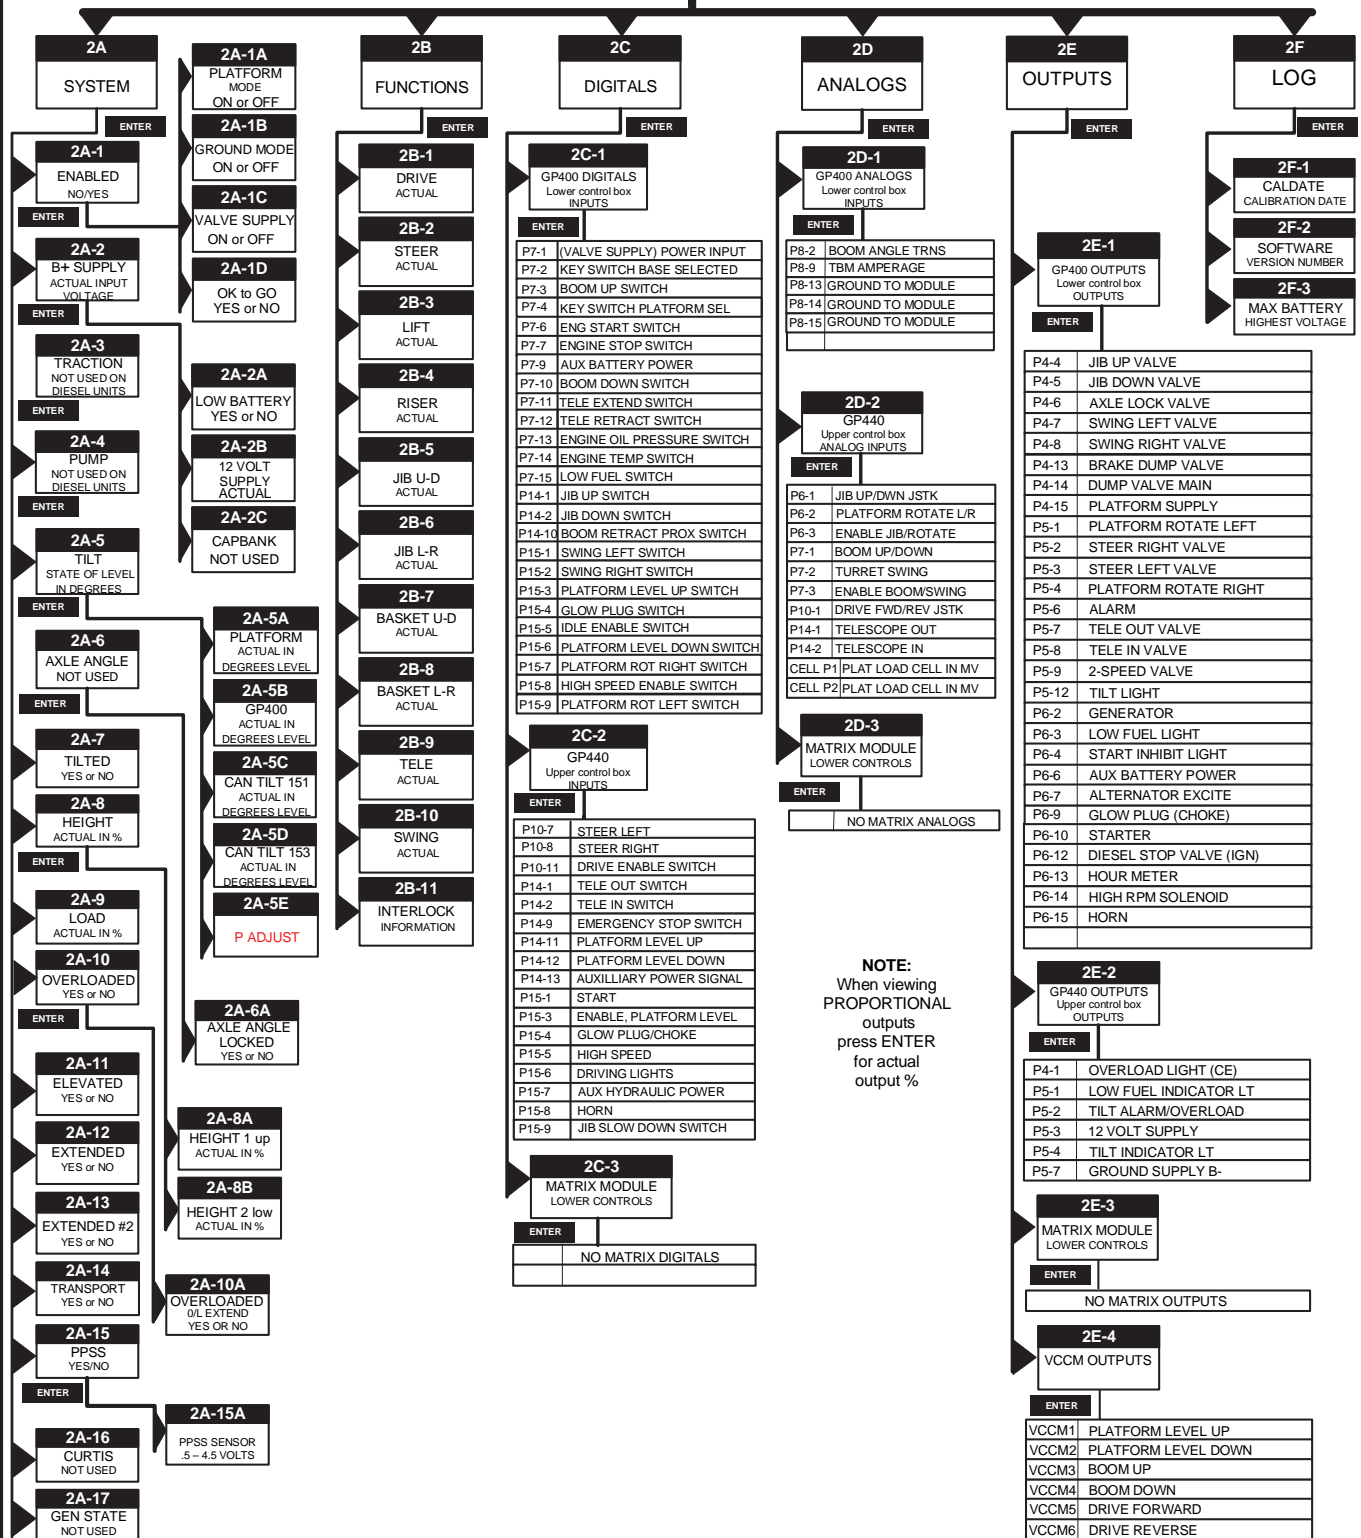 2A
SYSTEM
ENTER
2A-1
ENABLED
NO/YES
ENTER
2A-2
B+ SUPPLY
ACTUAL INPUT
VOLTAGE
ENTER
2A-3
TRACTION
NOT USED ON
DIESEL UNITS
ENTER
2A-4
PUMP
NOT USED ON
DIESEL UNITS
ENTER
2A-5
TILT
STATE OF LEVEL
IN DEGREES
ENTER
2A-6
AXLE ANGLE
NOT USED
ENTER
2A-7
TILTED
YES or NO
2A-8
HEIGHT
ACTUAL IN %
ENTER
2A-9
LOAD
ACTUAL IN %
2A-10
OVERLOADED
YES or NO
ENTER
2A-11
ELEVATED
YES or NO
2A-12
EXTENDED
YES or NO
2A-13
EXTENDED #2
YES or NO
2A-14
TRANSPORT
YES or NO
2A-15
PPSS
YES/NO
ENTER
2A-16
CURTIS
NOT USED
2A-17
GEN STATE
NOT USED
2A-1A
PLATFORM
MODE
ON or OFF
2A-1B
GROUND MODE
ON or OFF
2A-1C
VALVE SUPPLY
ON or OFF
2A-1D
OK to GO
YES or NO
2A-2A
LOW BATTERY
YES or NO
2A-2B
12 VOLT
SUPPLY
ACTUAL
2A-2C
CAPBANK
NOT USED
2A-5A
PLATFORM
ACTUAL IN
DEGREES LEVEL
2A-5B
GP400
ACTUAL IN
DEGREES LEVEL
2A-5C
CAN TILT 151
ACTUAL IN
DEGREES LEVEL
2A-5D
CAN TILT 153
ACTUAL IN
DEGREES LEVEL
2A-5E
P ADJUST
2A-6A
AXLE ANGLE
LOCKED
YES or NO
2A-8A
HEIGHT 1 up
ACTUAL IN %
2A-8B
HEIGHT 2 low
ACTUAL IN %
2A-10A
OVERLOADED
0/L EXTEND
YES OR NO
2A-15A
PPSS SENSOR
.5 – 4.5 VOLTS
2B
FUNCTIONS
ENTER
2B-1
DRIVE
ACTUAL
2B-2
STEER
ACTUAL
2B-3
LIFT
ACTUAL
2B-4
RISER
ACTUAL
2B-5
JIB U-D
ACTUAL
2B-6
JIB L-R
ACTUAL
2B-7
BASKET U-D
ACTUAL
2B-8
BASKET L-R
ACTUAL
2B-9
TELE
ACTUAL
2B-10
SWING
ACTUAL
2B-11
INTERLOCK
INFORMATION
2C
DIGITALS
ENTER
2C-1
GP400 DIGITALS
Lower control box
INPUTS
ENTER
P7-1 (VALVE SUPPLY) POWER INPUT
P7-2 KEY SWITCH BASE SELECTED
P7-3 BOOM UP SWITCH
P7-4 KEY SWITCH PLATFORM SEL
P7-6 ENG START SWITCH
P7-7 ENGINE STOP SWITCH
P7-9 AUX BATTERY POWER
P7-10 BOOM DOWN SWITCH
P7-11 TELE EXTEND SWITCH
P7-12 TELE RETRACT SWITCH
P7-13 ENGINE OIL PRESSURE SWITCH
P7-14 ENGINE TEMP SWITCH
P7-15 LOW FUEL SWITCH
P14-1 JIB UP SWITCH
P14-2 JIB DOWN SWITCH
P14-10 BOOM RETRACT PROX SWITCH
P15-1 SWING LEFT SWITCH
P15-2 SWING RIGHT SWITCH
P15-3 PLATFORM LEVEL UP SWITCH
P15-4 GLOW PLUG SWITCH
P15-5 IDLE ENABLE SWITCH
P15-6 PLATFORM LEVEL DOWN SWITCH
P15-7 PLATFORM ROT RIGHT SWITCH
P15-8 HIGH SPEED ENABLE SWITCH
P15-9 PLATFORM ROT LEFT SWITCH
2C-2
GP440
Upper control box
INPUTS
ENTER
P10-7 STEER LEFT
P10-8 STEER RIGHT
P10-11 DRIVE ENABLE SWITCH
P14-1 TELE OUT SWITCH
P14-2 TELE IN SWITCH
P14-9 EMERGENCY STOP SWITCH
P14-11 PLATFORM LEVEL UP
P14-12 PLATFORM LEVEL DOWN
P14-13 AUXILLIARY POWER SIGNAL
P15-1 START
P15-3 ENABLE, PLATFORM LEVEL
P15-4 GLOW PLUG/CHOKE
P15-5 HIGH SPEED
P15-6 DRIVING LIGHTS
P15-7 AUX HYDRAULIC POWER
P15-8 HORN
P15-9 JIB SLOW DOWN SWITCH
2C-3
MATRIX MODULE
LOWER CONTROLS
ENTER
NO MATRIX DIGITALS
2D
ANALOGS
ENTER
2D-1
GP400 ANALOGS
Lower control box
INPUTS
ENTER
P8-2 BOOM ANGLE TRNS
P8-9 TBM AMPERAGE
P8-13 GROUND TO MODULE
P8-14 GROUND TO MODULE
P8-15 GROUND TO MODULE
2D-2
GP440
Upper control box
ANALOG INPUTS
ENTER
P6-1 JIB UP/DWN JSTK
P6-2 PLATFORM ROTATE L/R
P6-3 ENABLE JIB/ROTATE
P7-1 BOOM UP/DOWN
P7-2 TURRET SWING
P7-3 ENABLE BOOM/SWING
P10-1 DRIVE FWD/REV JSTK
P14-1 TELESCOPE OUT
P14-2 TELESCOPE IN
CELL P1 PLAT LOAD CELL IN MV
CELL P2 PLAT LOAD CELL IN MV
2D-3
MATRIX MODULE
LOWER CONTROLS
ENTER
NO MATRIX ANALOGS
NOTE:
When viewing
PROPORTIONAL
outputs
press ENTER
for actual
output %
2E
OUTPUTS
ENTER
2E-1
GP400 OUTPUTS
Lower control box
OUTPUTS
ENTER
P4-4 JIB UP VALVE
P4-5 JIB DOWN VALVE
P4-6 AXLE LOCK VALVE
P4-7 SWING LEFT VALVE
P4-8 SWING RIGHT VALVE
P4-13 BRAKE DUMP VALVE
P4-14 DUMP VALVE MAIN
P4-15 PLATFORM SUPPLY
P5-1 PLATFORM ROTATE LEFT
P5-2 STEER RIGHT VALVE
P5-3 STEER LEFT VALVE
P5-4 PLATFORM ROTATE RIGHT
P5-6 ALARM
P5-7 TELE OUT VALVE
P5-8 TELE IN VALVE
P5-9 2-SPEED VALVE
P5-12 TILT LIGHT
P6-2 GENERATOR
P6-3 LOW FUEL LIGHT
P6-4 START INHIBIT LIGHT
P6-6 AUX BATTERY POWER
P6-7 ALTERNATOR EXCITE
P6-9 GLOW PLUG (CHOKE)
P6-10 STARTER
P6-12 DIESEL STOP VALVE (IGN)
P6-13 HOUR METER
P6-14 HIGH RPM SOLENOID
P6-15 HORN
2E-2
GP440 OUTPUTS
Upper control box
OUTPUTS
ENTER
P4-1 OVERLOAD LIGHT (CE)
P5-1 LOW FUEL INDICATOR LT
P5-2 TILT ALARM/OVERLOAD
P5-3 12 VOLT SUPPLY
P5-4 TILT INDICATOR LT
P5-7 GROUND SUPPLY B-
2E-3
MATRIX MODULE
LOWER CONTROLS
ENTER
NO MATRIX OUTPUTS
2E-4
VCCM OUTPUTS
ENTER
VCCM1 PLATFORM LEVEL UP
VCCM2 PLATFORM LEVEL DOWN
VCCM3 BOOM UP
VCCM4 BOOM DOWN
VCCM5 DRIVE FORWARD
VCCM6 DRIVE REVERSE
2F
LOG
ENTER
2F-1
CALDATE
CALIBRATION DATE
2F-2
SOFTWARE
VERSION NUMBER
2F-3
MAX BATTERY
HIGHEST VOLTAGE